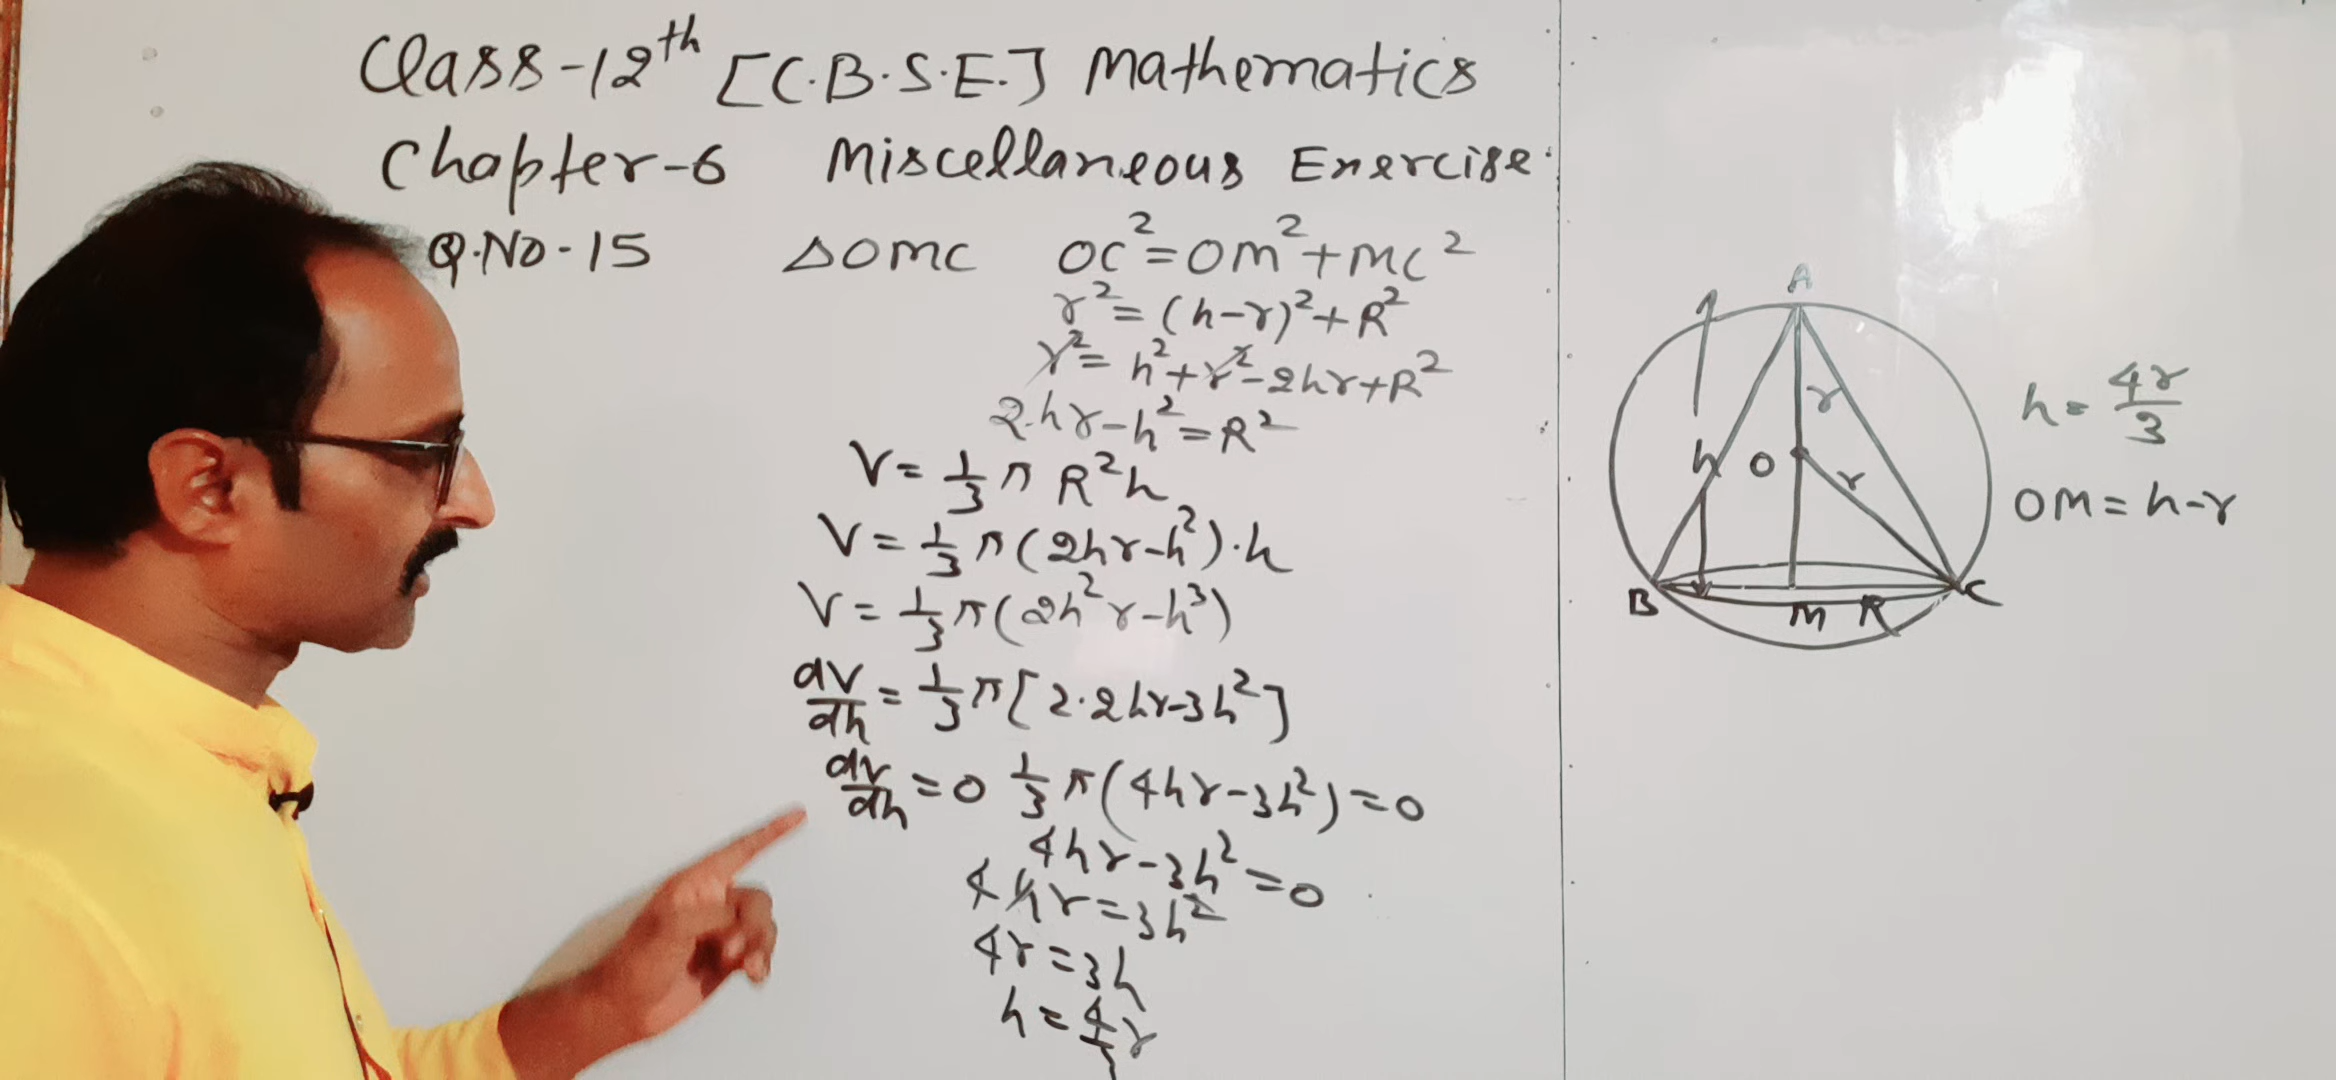 Class-12th [C.B.S.E.] Mathematics
Chapter-6 Miscellaneous Exercise.
Q.No-15 △OMC OC²=OM²+MC²
r²=(h-r)²+R²
r²=h²+r²-2hr+R²
2hr-h²=R²
V=1/3 π R²h
V=1/3 π(2hr-h²).h
V=1/3 π(2h²r-h³)
dV/dh=1/3 π[2.2hr-3h²]
dv/dh=0 1/3 π(4hr-3h²)=0
4hr-3h²=0
4hr=3h²
4r=3h
h=4/3 r
A
r
h O r
B M R C
h=4r/3
OM=h-r